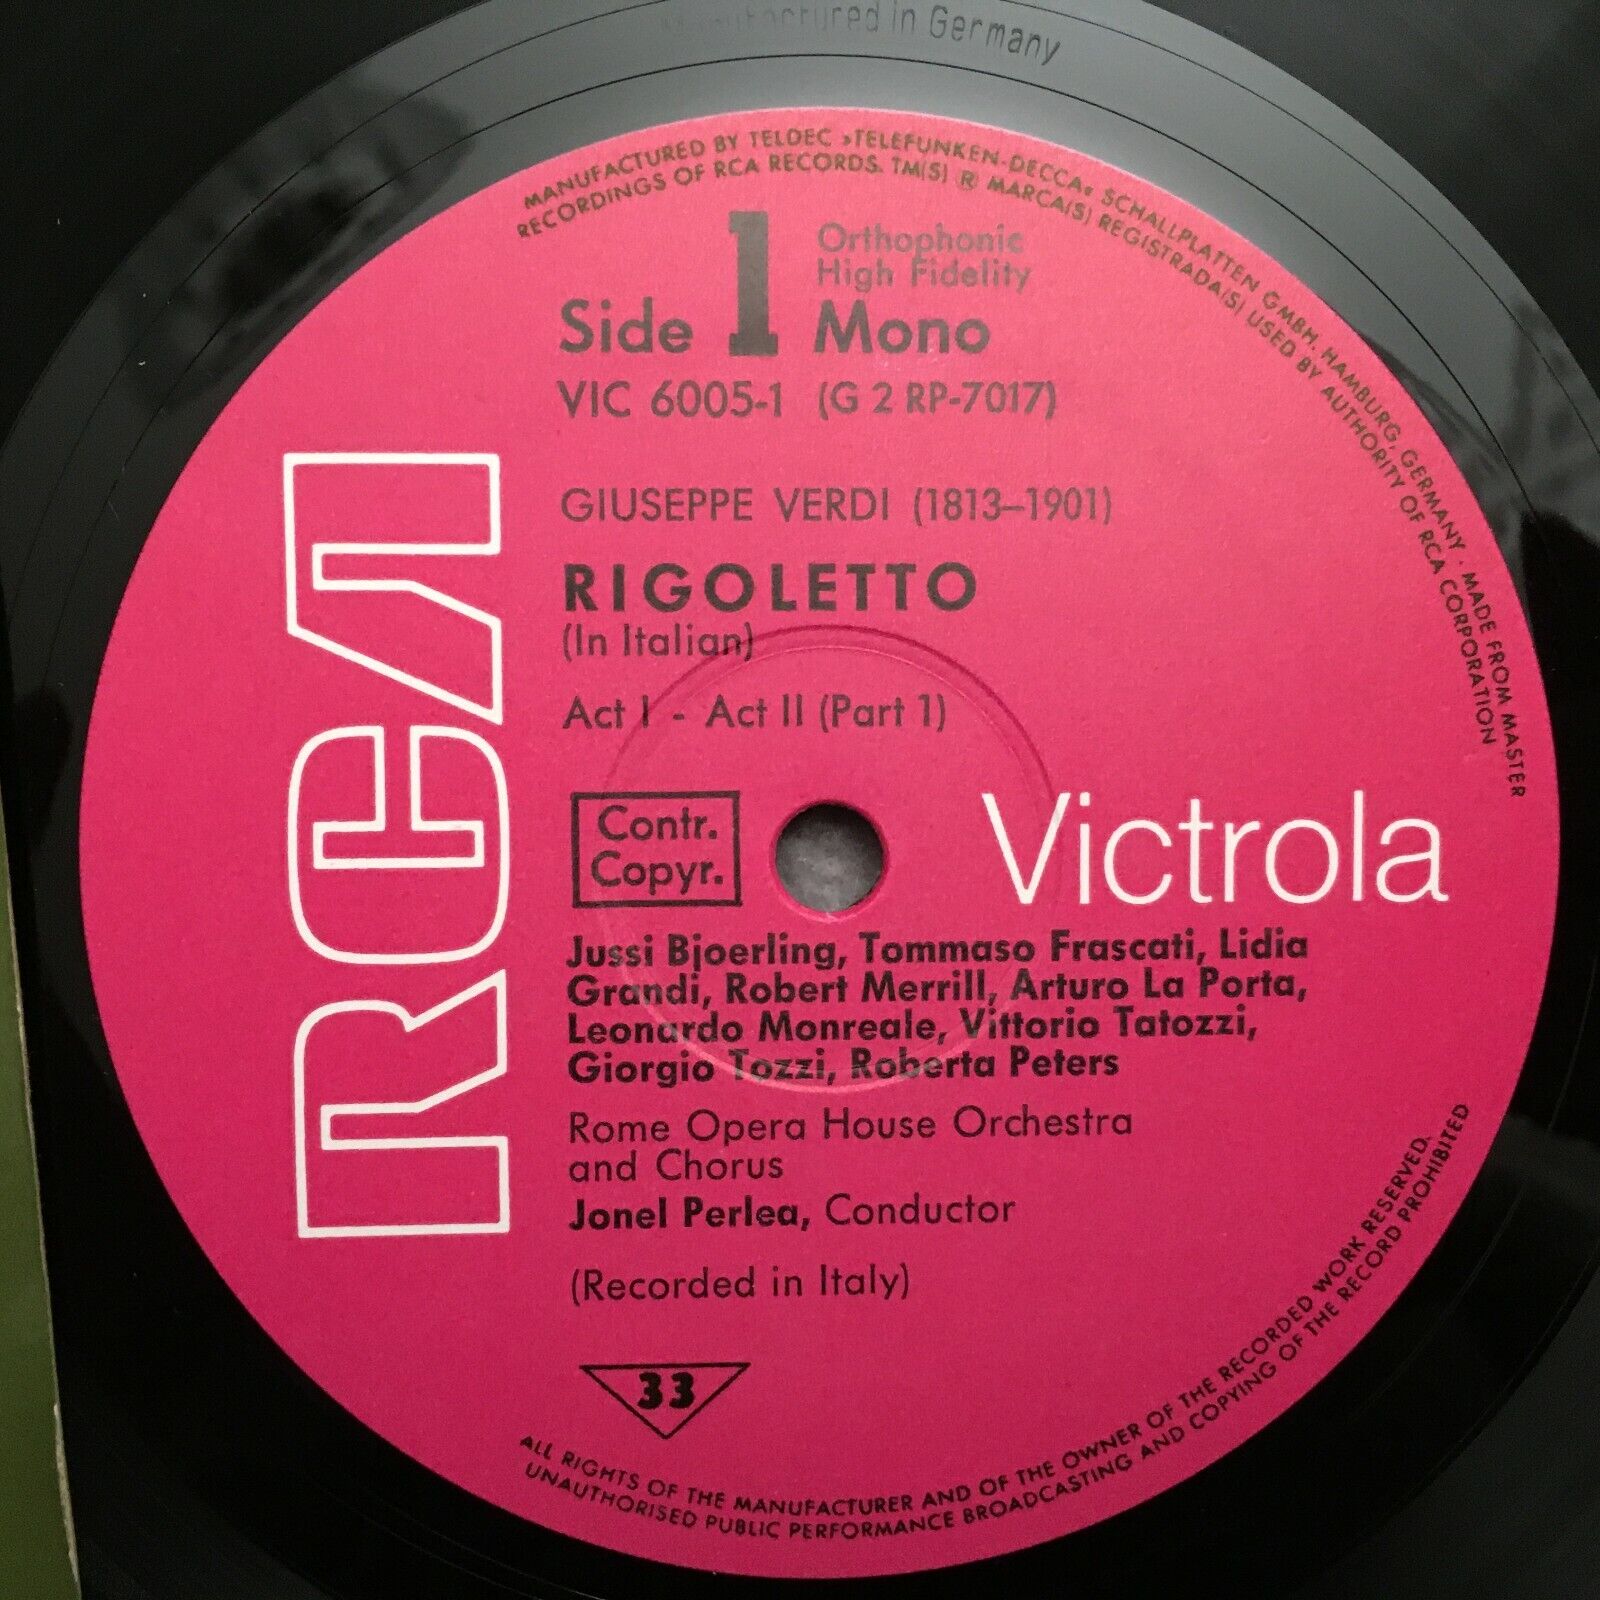 Manufactured in Germany
MANUFACTURED BY TELDEC »TELEFUNKEN-DECCA« SCHALLPLATTEN GMBH. HAMBURG, GERMANY · MADE FROM MASTER
RECORDINGS OF RCA RECORDS. TM(S) ® MARCA(S) REGISTRADA(S) USED BY AUTHORITY OF RCA CORPORATION
Side 1
Orthophonic
High Fidelity
Mono
VIC 6005-1 (G 2 RP-7017)
GIUSEPPE VERDI (1813–1901)
RIGOLETTO
(In Italian)
Act I - Act II (Part 1)
RCA
Contr.
Copyr.
Victrola
Jussi Bjoerling, Tommaso Frascati, Lidia
Grandi, Robert Merrill, Arturo La Porta,
Leonardo Monreale, Vittorio Tatozzi,
Giorgio Tozzi, Roberta Peters
Rome Opera House Orchestra
and Chorus
Jonel Perlea, Conductor
(Recorded in Italy)
33
ALL RIGHTS OF THE MANUFACTURER AND OF THE OWNER OF THE RECORDED WORK RESERVED.
UNAUTHORISED PUBLIC PERFORMANCE BROADCASTING AND COPYING OF THE RECORD PROHIBITED